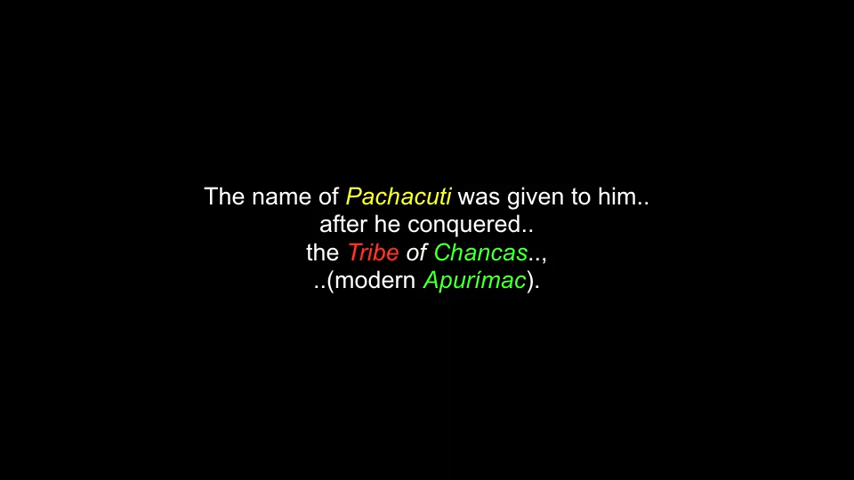 The name of Pachacuti was given to him..
after he conquered..
the Tribe of Chancas..,
..(modern Apurímac).